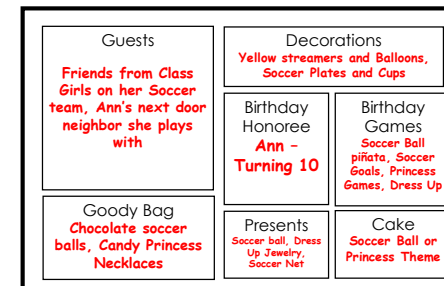 Guests
Friends from Class
Girls on her Soccer
team, Ann's next door
neighbor she plays
with
Decorations
Yellow streamers and Balloons,
Soccer Plates and Cups
Birthday
Honoree
Ann –
Turning 10
Birthday
Games
Soccer Ball
piñata, Soccer
Goals, Princess
Games, Dress Up
Goody Bag
Chocolate soccer
balls, Candy Princess
Necklaces
Presents
Soccer ball, Dress
Up Jewelry,
Soccer Net
Cake
Soccer Ball or
Princess Theme